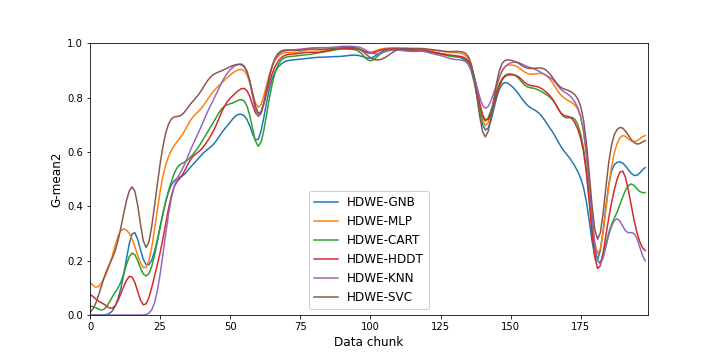 1.0
0.8
0.6
0.4
0.2
0.0
G-mean2
HDWE-GNB
HDWE-MLP
HDWE-CART
HDWE-HDDT
HDWE-KNN
HDWE-SVC
0 25 50 75 100 125 150 175
Data chunk